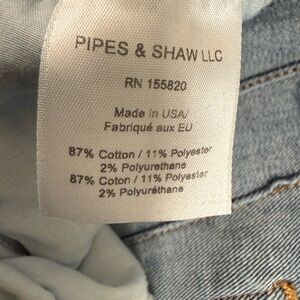 PIPES & SHAW LLC
RN 155820
Made in USA/
Fabriqué aux EU
87% Cotton / 11% Polyester
2% Polyurethane
87% Coton / 11% Polyester
2% Polyuréthane